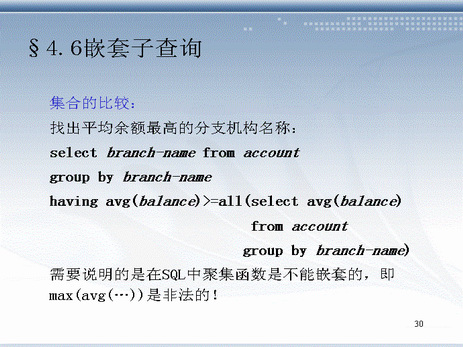 §4.6嵌套子查询
集合的比较：
找出平均余额最高的分支机构名称：
select branch-name from account
group by branch-name
having avg(balance)>=all(select avg(balance)
from account
group by branch-name)
需要说明的是在SQL中聚集函数是不能嵌套的，即
max(avg(…))是非法的！
30